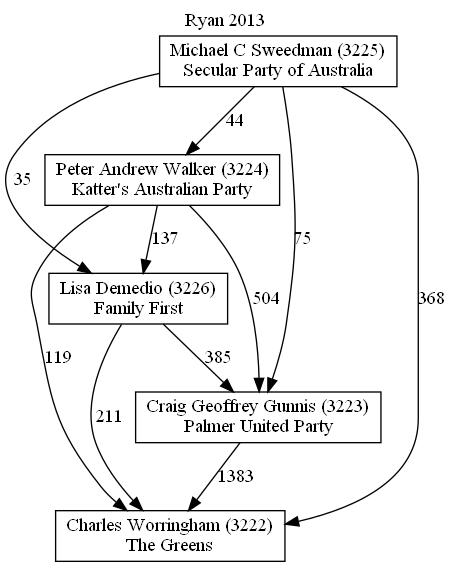 Ryan 2013
Michael C Sweedman (3225)
Secular Party of Australia
44
Peter Andrew Walker (3224)
Katter's Australian Party
35
137
75
Lisa Demedio (3226)
Family First
504
368
119
385
211
Craig Geoffrey Gunnis (3223)
Palmer United Party
1383
Charles Worringham (3222)
The Greens